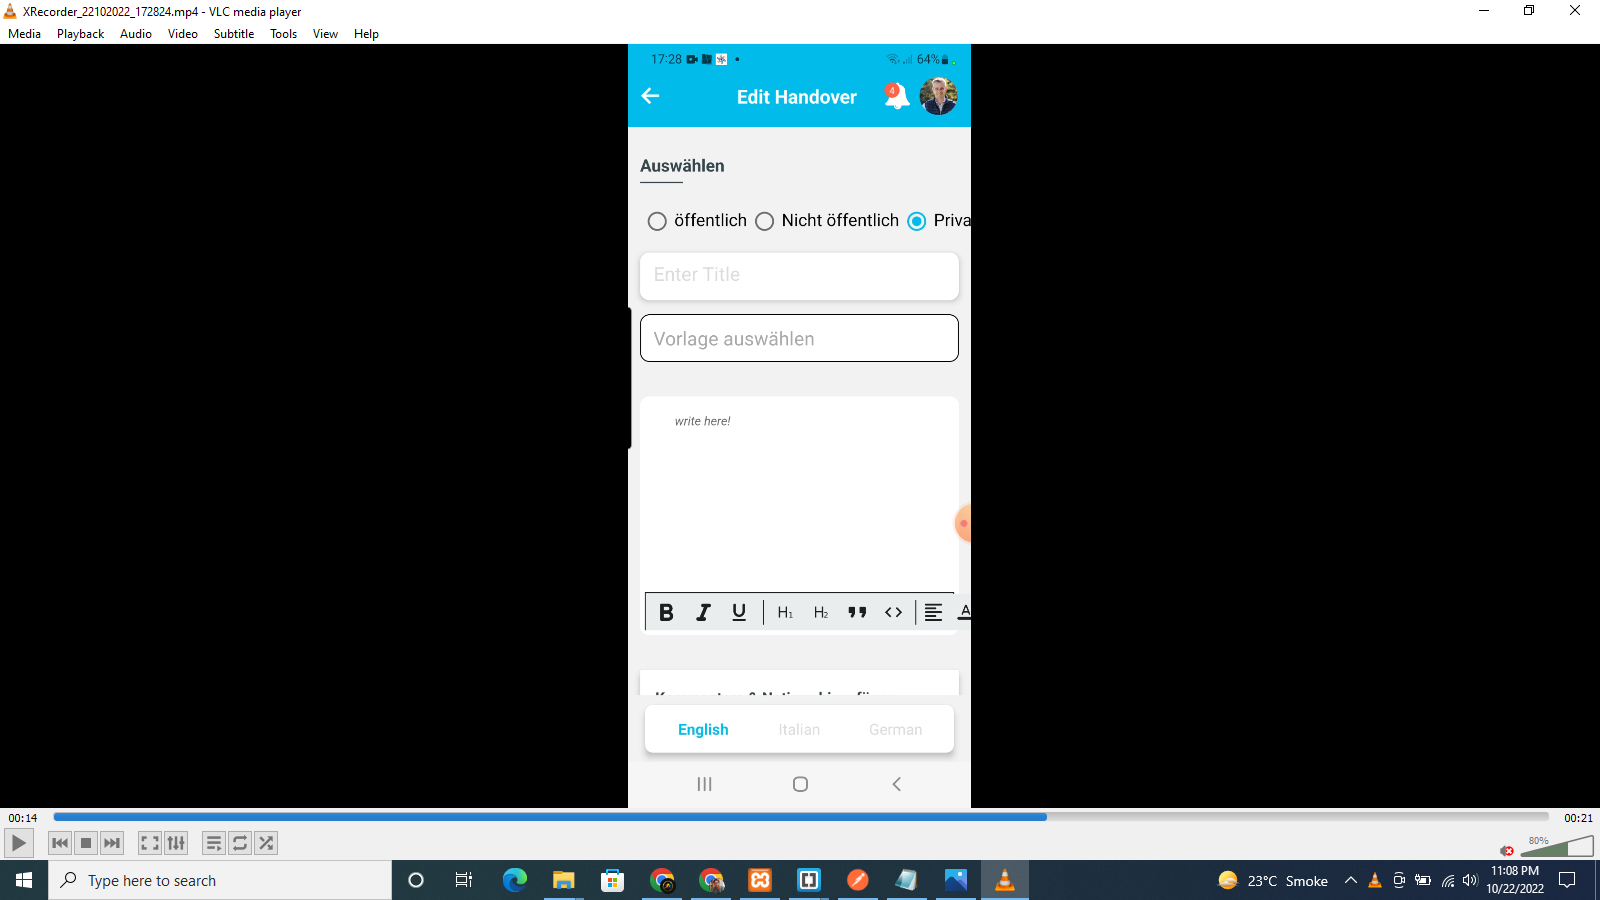 XRecorder_22102022_172824.mp4 - VLC media player
Media Playback Audio Video Subtitle Tools View Help
17:28 64%
Edit Handover
4
Auswählen
öffentlich Nicht öffentlich Priva
Enter Title
Vorlage auswählen
write here!
B I U H1 H2 A
English Italian German
00:14 00:21
80%
Type here to search
23°C Smoke
11:08 PM
10/22/2022